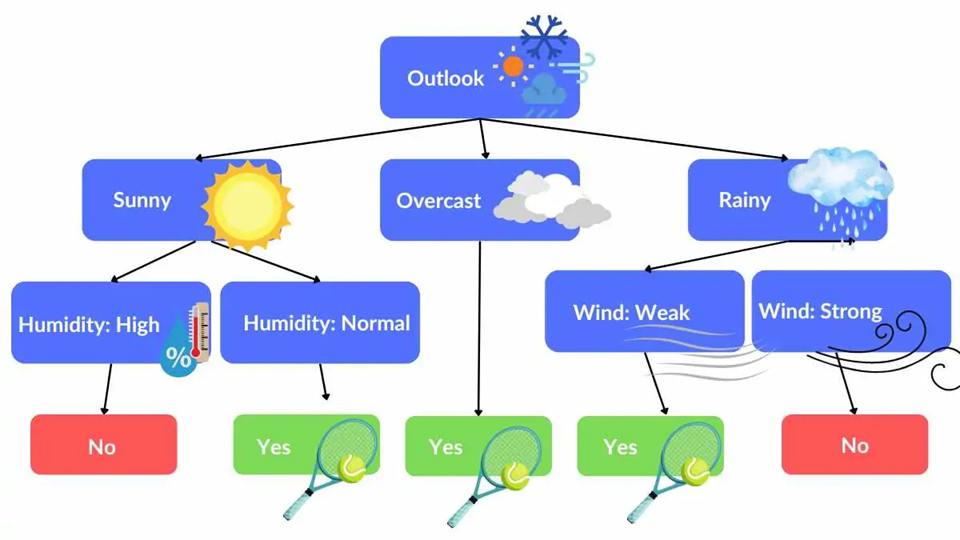 Outlook
Sunny
Overcast
Rainy
Humidity: High
%
Humidity: Normal
Wind: Weak
Wind: Strong
No
Yes
Yes
Yes
No